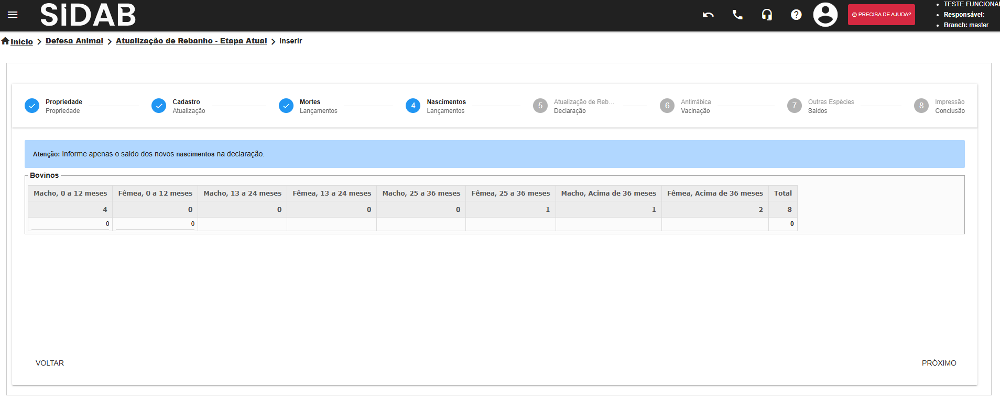 SIDAB
PRECISA DE AJUDA?
TESTE FUNCIONAL
Responsável:
Branch: master
Início > Defesa Animal > Atualização de Rebanho - Etapa Atual > Inserir
Propriedade
Propriedade
Cadastro
Atualização
Mortes
Lançamentos
4 Nascimentos
Lançamentos
5 Atualização de Reb...
Declaração
6 Antirrábica
Vacinação
7 Outras Espécies
Saldos
8 Impressão
Conclusão
Atenção: Informe apenas o saldo dos novos nascimentos na declaração.
Bovinos
Macho, 0 a 12 meses Fêmea, 0 a 12 meses Macho, 13 a 24 meses Fêmea, 13 a 24 meses Macho, 25 a 36 meses Fêmea, 25 a 36 meses Macho, Acima de 36 meses Fêmea, Acima de 36 meses Total
4 0 0 0 0 1 1 2 8
0 0 0
VOLTAR PRÓXIMO